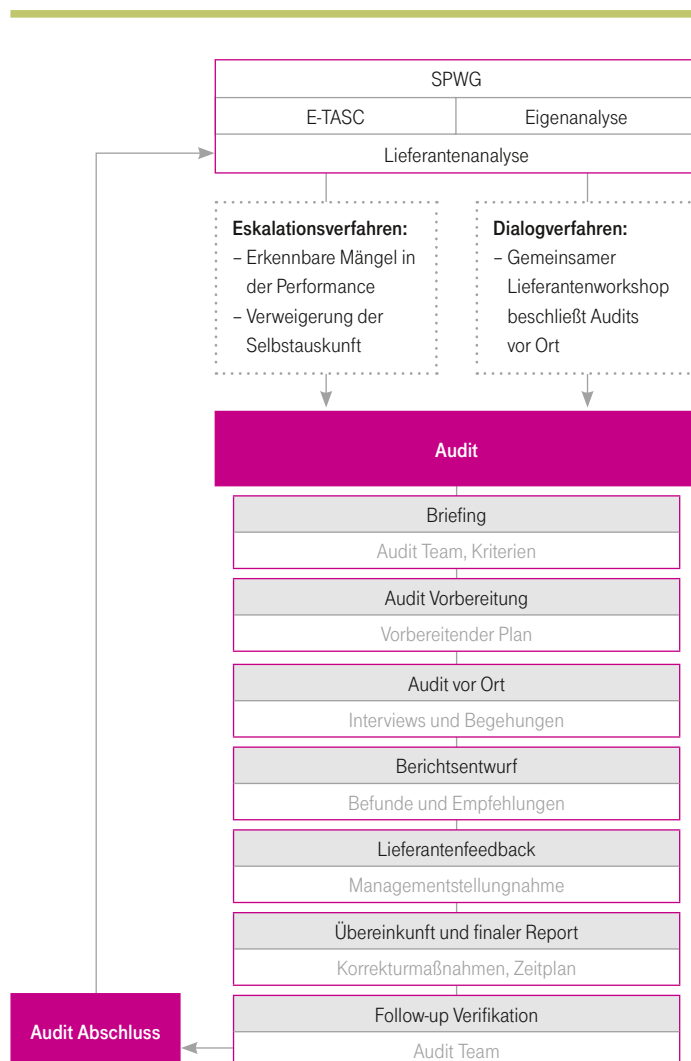 SPWG
E-TASC
Eigenanalyse
Lieferantenanalyse
Eskalationsverfahren:
– Erkennbare Mängel in
der Performance
– Verweigerung der
Selbstauskunft
Dialogverfahren:
– Gemeinsamer
Lieferantenworkshop
beschließt Audits
vor Ort
Audit
Briefing
Audit Team, Kriterien
Audit Vorbereitung
Vorbereitender Plan
Audit vor Ort
Interviews und Begehungen
Berichtsentwurf
Befunde und Empfehlungen
Lieferantenfeedback
Managementstellungnahme
Übereinkunft und finaler Report
Korrekturmaßnahmen, Zeitplan
Follow-up Verifikation
Audit Team
Audit Abschluss